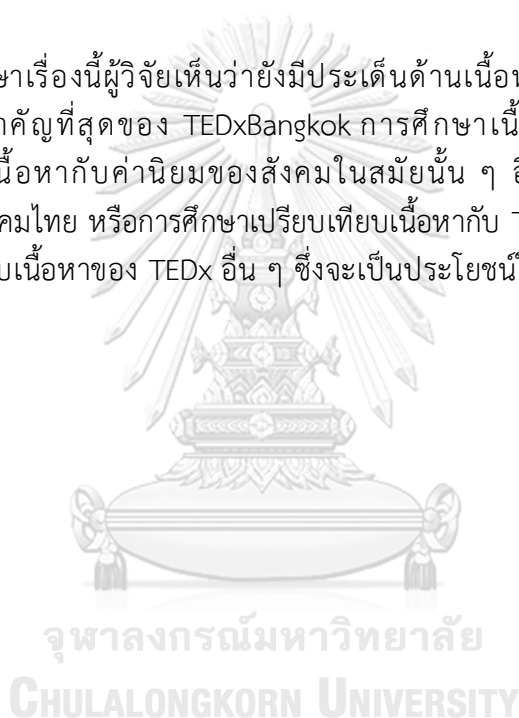 ษาเรื่องนี้ผู้วิจัยเห็นว่ายังมีประเด็นด้านเนื้อห
าคัญที่สุดของ TEDxBangkok การศึกษาเนื้
นื้อหากับค่านิยมของสังคมในสมัยนั้น ๆ อี
คมไทย หรือการศึกษาเปรียบเทียบเนื้อหากับ T
บเนื้อหาของ TEDx อื่น ๆ ซึ่งจะเป็นประโยชน์ใ
จุฬาลงกรณ์มหาวิทยาลัย
CHULALONGKORN UNIVERSITY